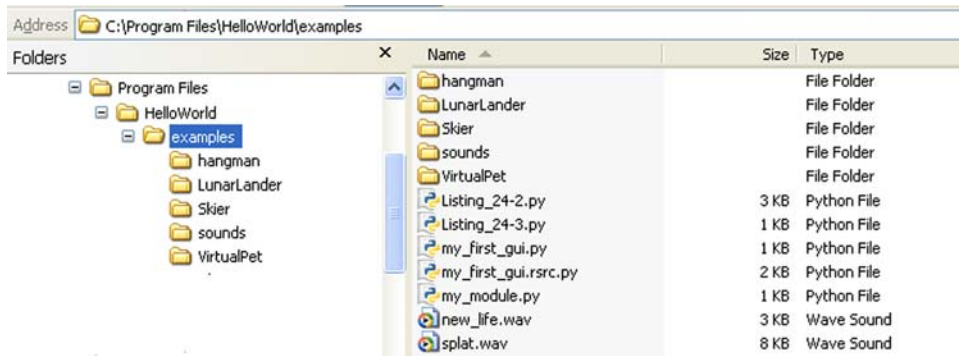 Address C:\Program Files\HelloWorld\examples
Folders × Name Size Type
Program Files
HelloWorld
examples
hangman
LunarLander
Skier
sounds
VirtualPet
hangman File Folder
LunarLander File Folder
Skier File Folder
sounds File Folder
VirtualPet File Folder
Listing_24-2.py 3 KB Python File
Listing_24-3.py 1 KB Python File
my_first_gui.py 1 KB Python File
my_first_gui.rsrc.py 2 KB Python File
my_module.py 1 KB Python File
new_life.wav 3 KB Wave Sound
splat.wav 8 KB Wave Sound